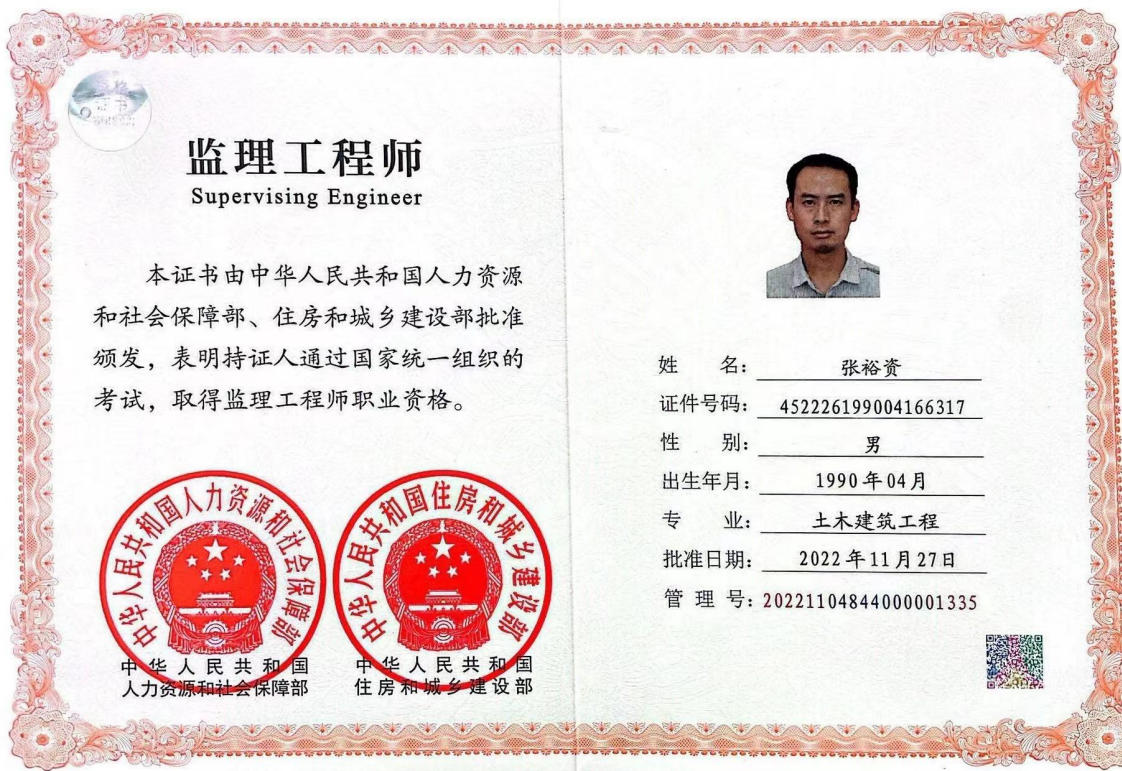 监理工程师
Supervising Engineer
本证书由中华人民共和国人力资源
和社会保障部、住房和城乡建设部批准
颁发，表明持证人通过国家统一组织的
考试，取得监理工程师职业资格。
中华人民共和国人力资源和社会保障部
中华人民共和国
人力资源和社会保障部
中华人民共和国住房和城乡建设部
中华人民共和国
住房和城乡建设部
姓 名： 张裕资
证件号码： 452226199004166317
性 别： 男
出生年月： 1990年04月
专 业： 土木建筑工程
批准日期： 2022年11月27日
管 理 号： 20221104844000001335